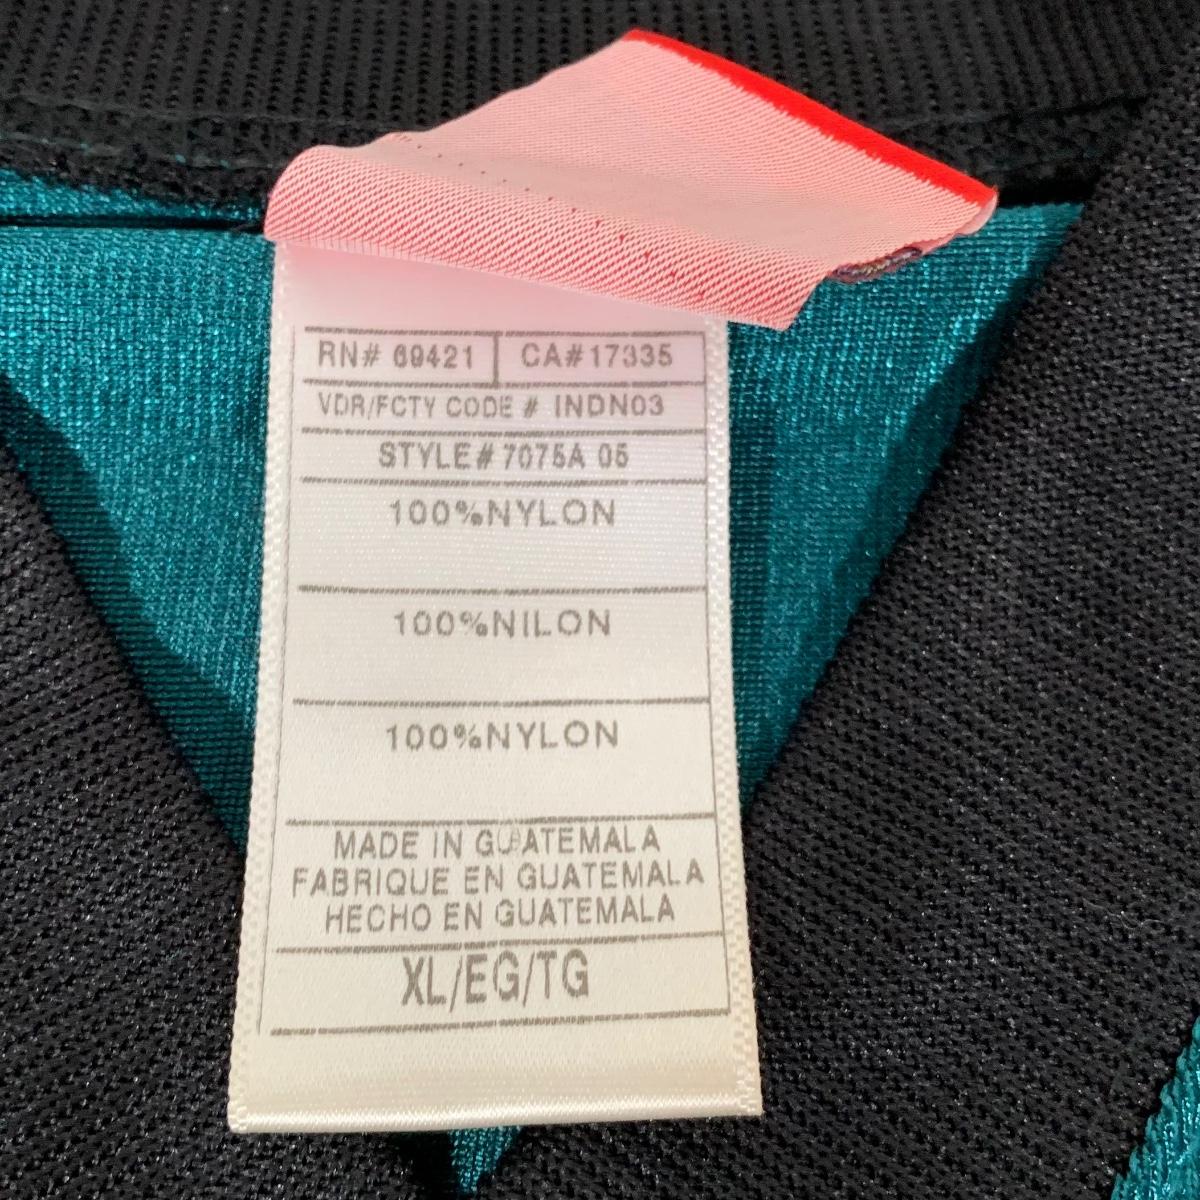 RN# 69421 CA#17335
VDR/FCTY CODE # INDN03
STYLE# 7075A 05
100%NYLON
100%NILON
100%NYLON
MADE IN GUATEMALA
FABRIQUE EN GUATEMALA
HECHO EN GUATEMALA
XL/EG/TG